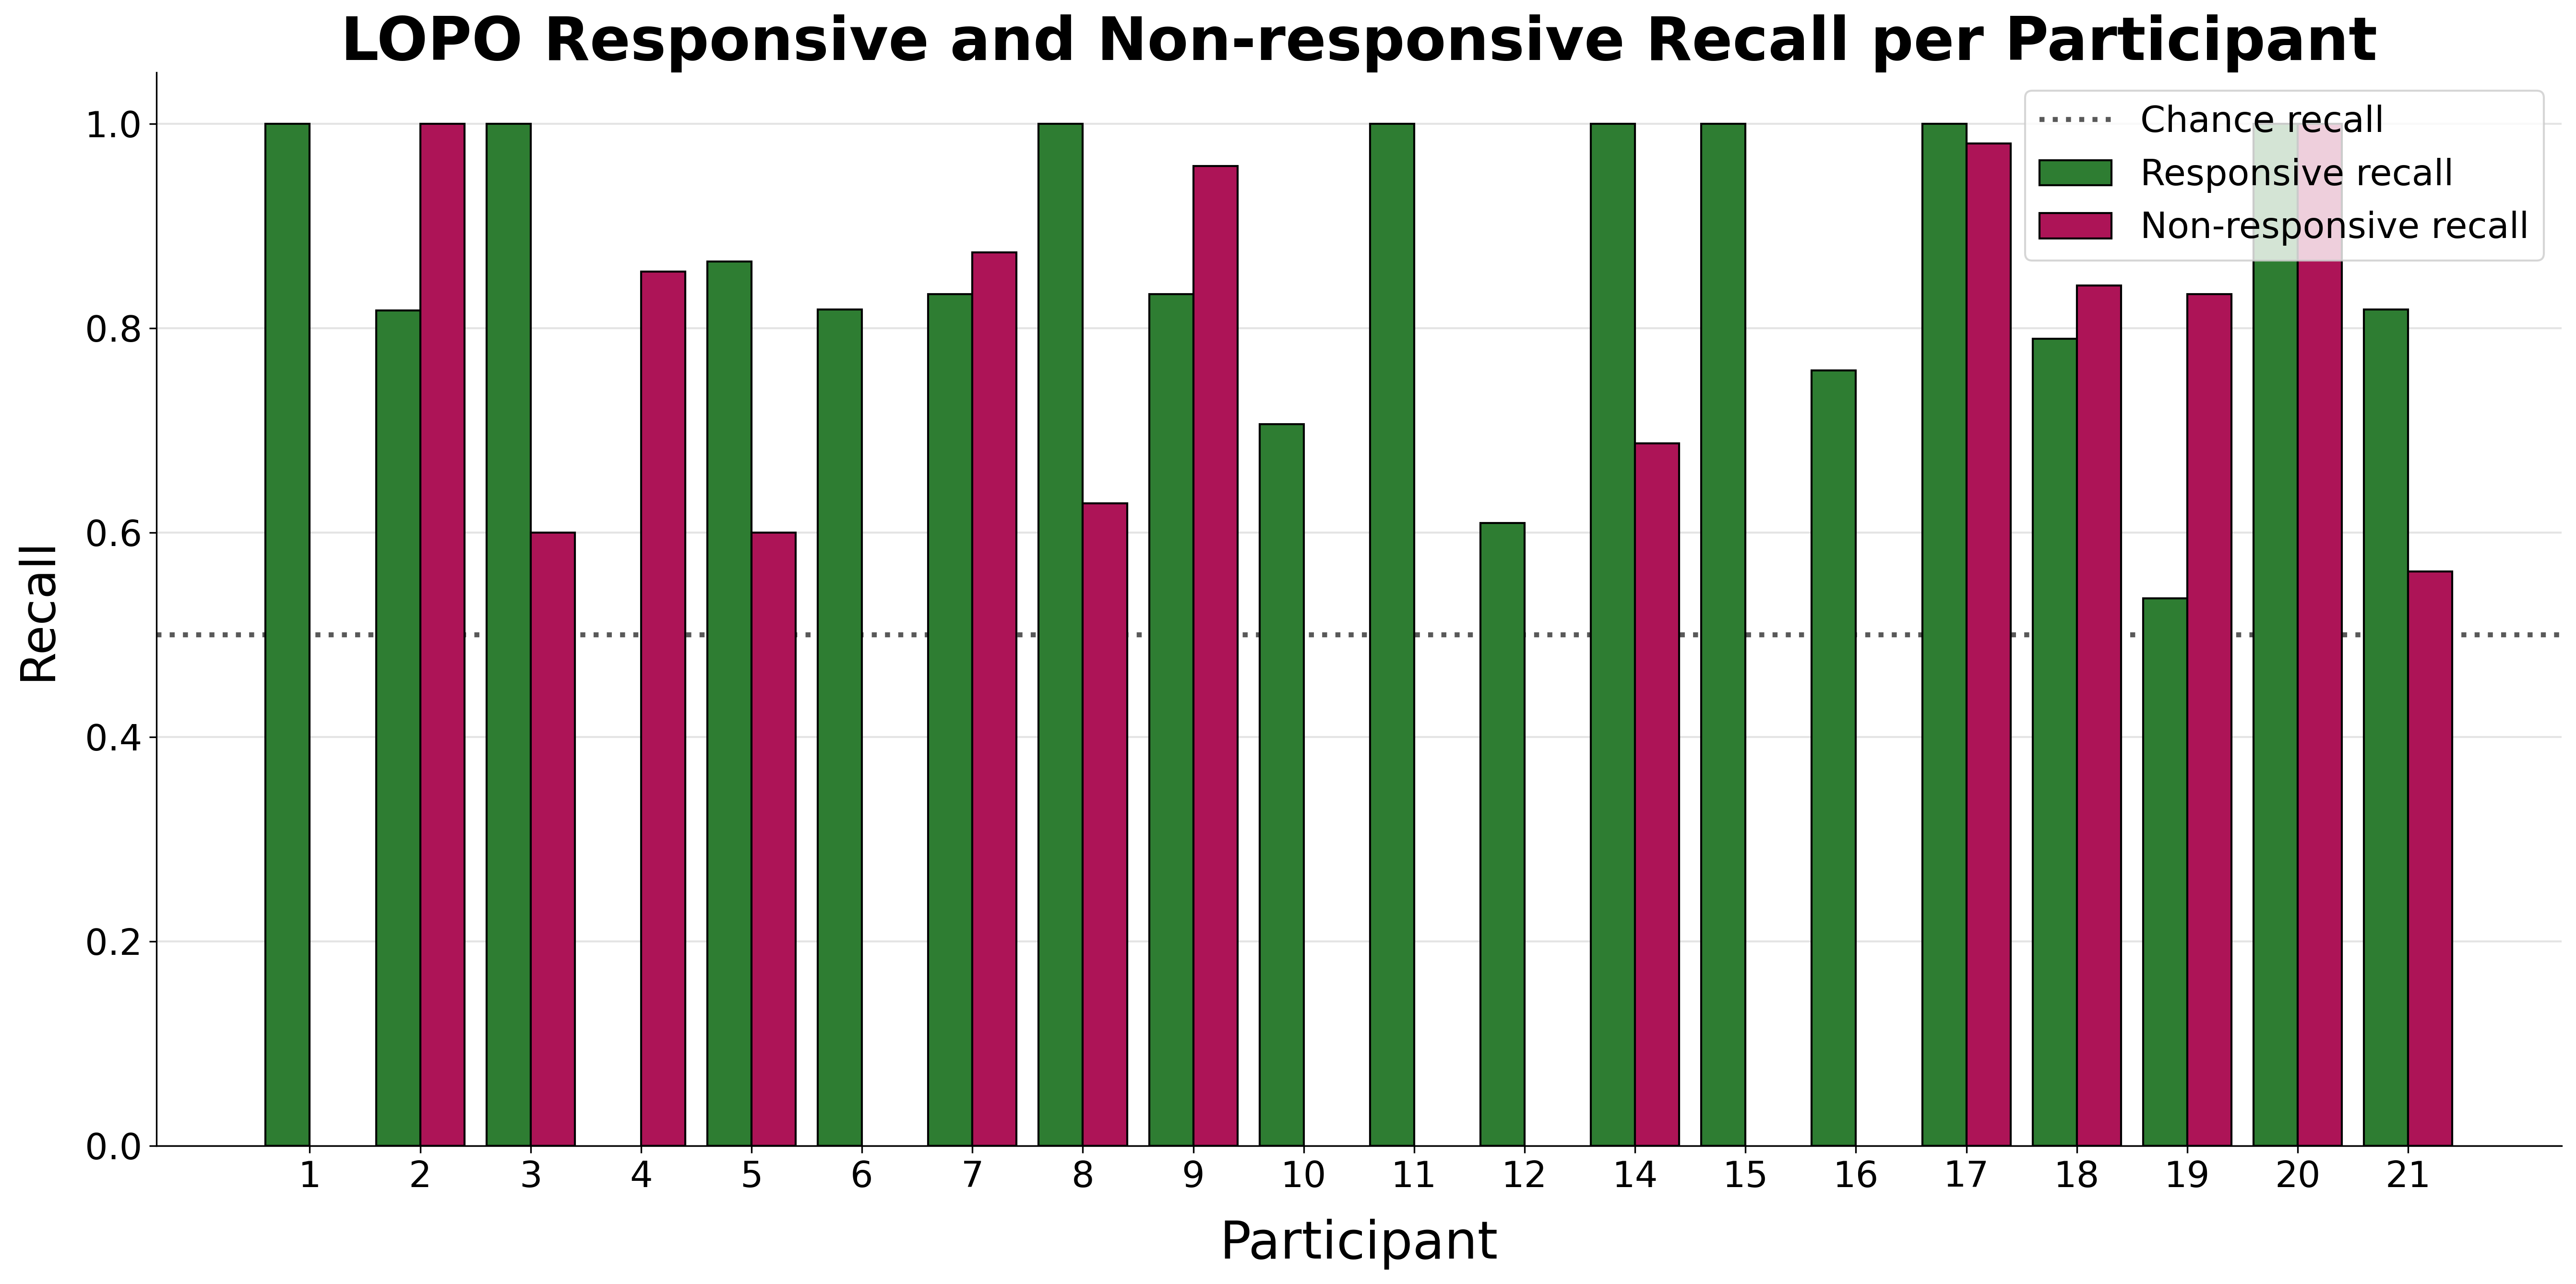 LOPO Responsive and Non-responsive Recall per Participant
Chance recall
Responsive recall
Non-responsive recall
Recall
1.0
0.8
0.6
0.4
0.2
0.0
1 2 3 4 5 6 7 8 9 10 11 12 14 15 16 17 18 19 20 21
Participant